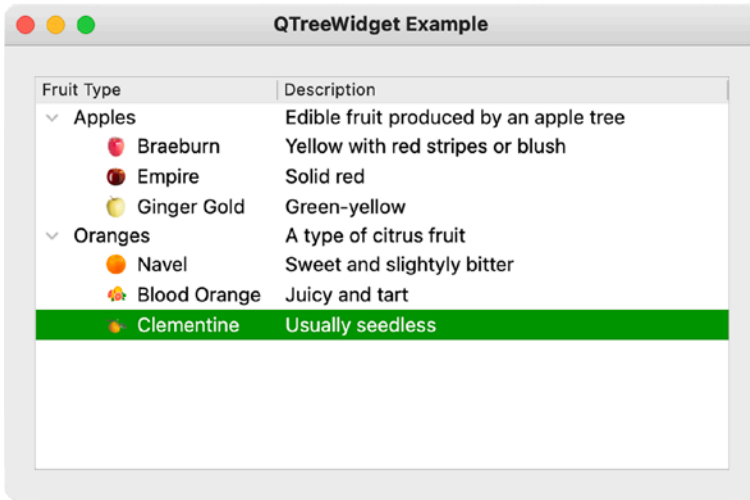 QTreeWidget Example
Fruit Type Description
Apples Edible fruit produced by an apple tree
Braeburn Yellow with red stripes or blush
Empire Solid red
Ginger Gold Green-yellow
Oranges A type of citrus fruit
Navel Sweet and slightyly bitter
Blood Orange Juicy and tart
Clementine Usually seedless